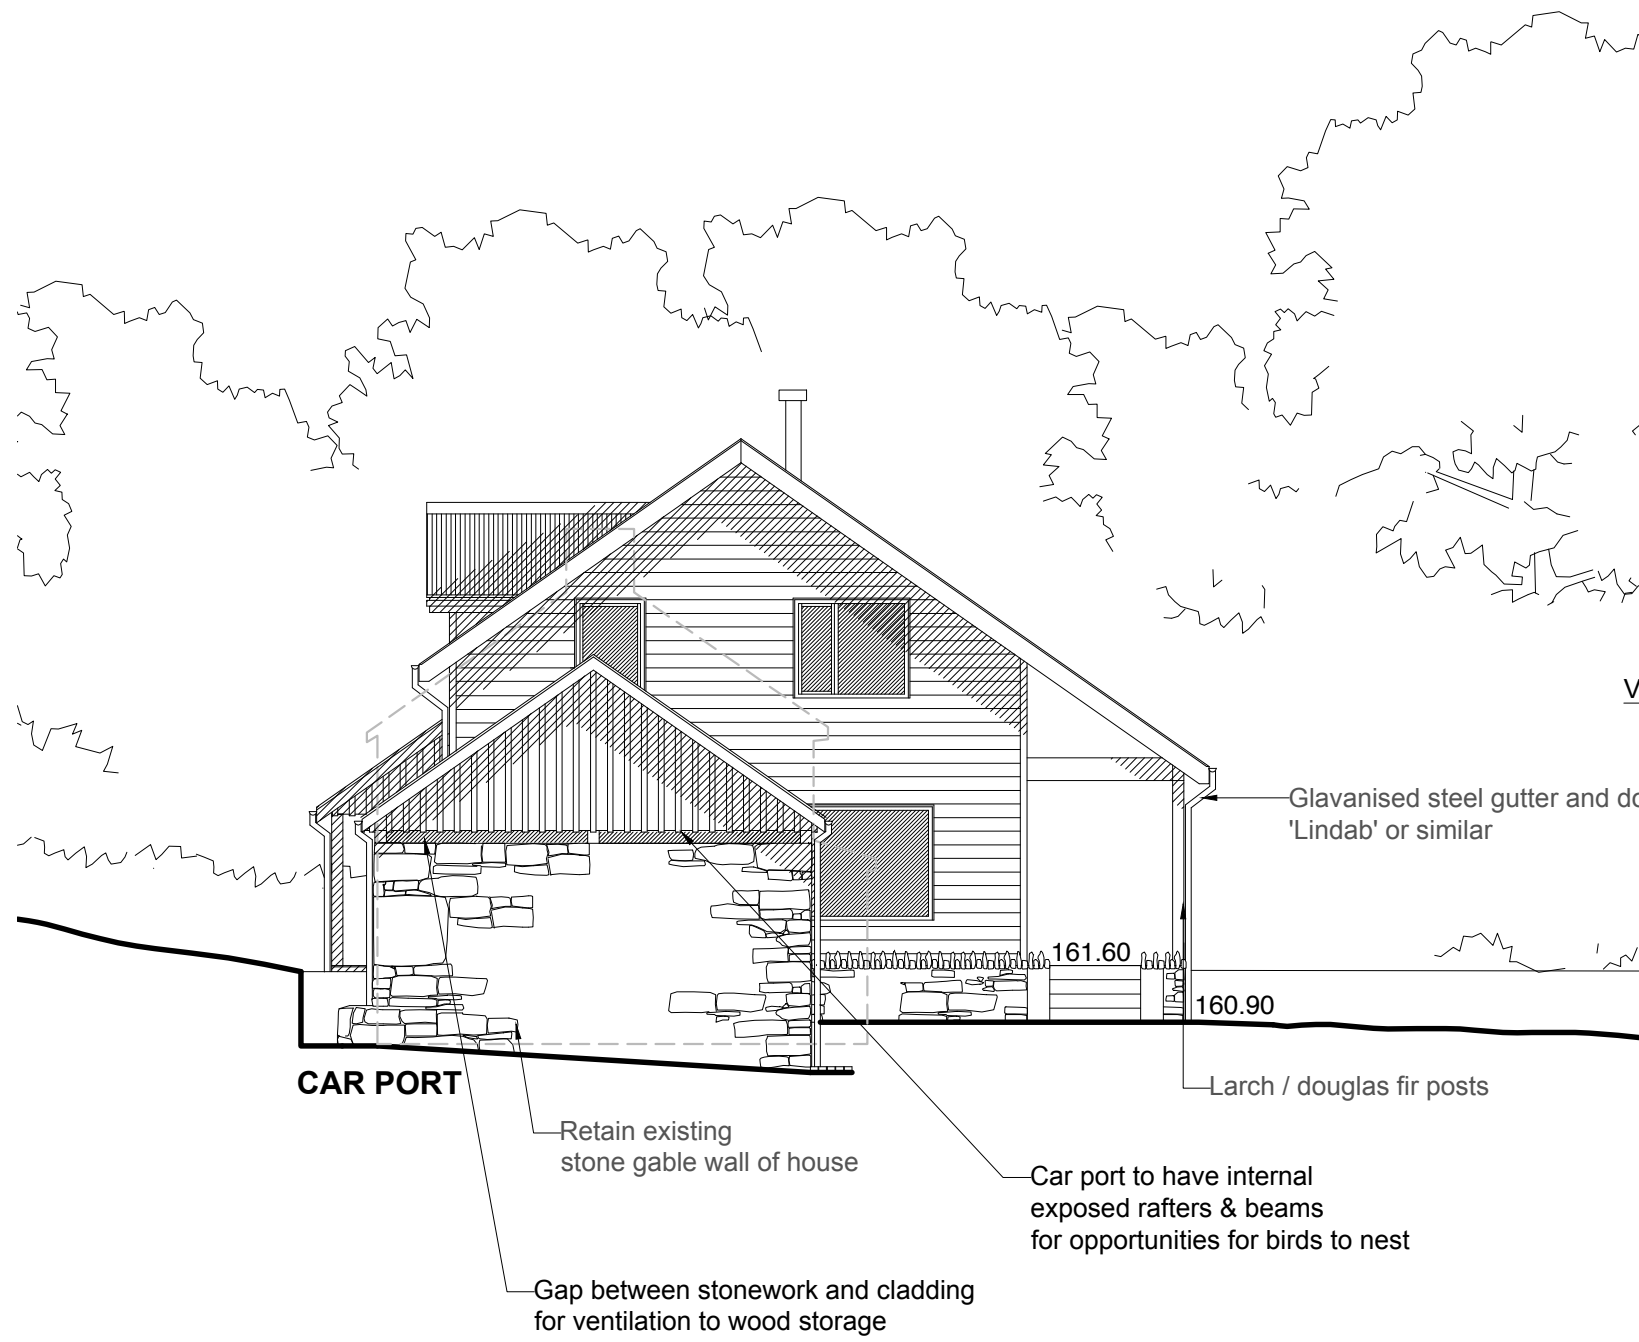 V
Glavanised steel gutter and do
'Lindab' or similar
161.60
160.90
CAR PORT
Larch / douglas fir posts
Retain existing
stone gable wall of house
Car port to have internal
exposed rafters & beams
for opportunities for birds to nest
Gap between stonework and cladding
for ventilation to wood storage